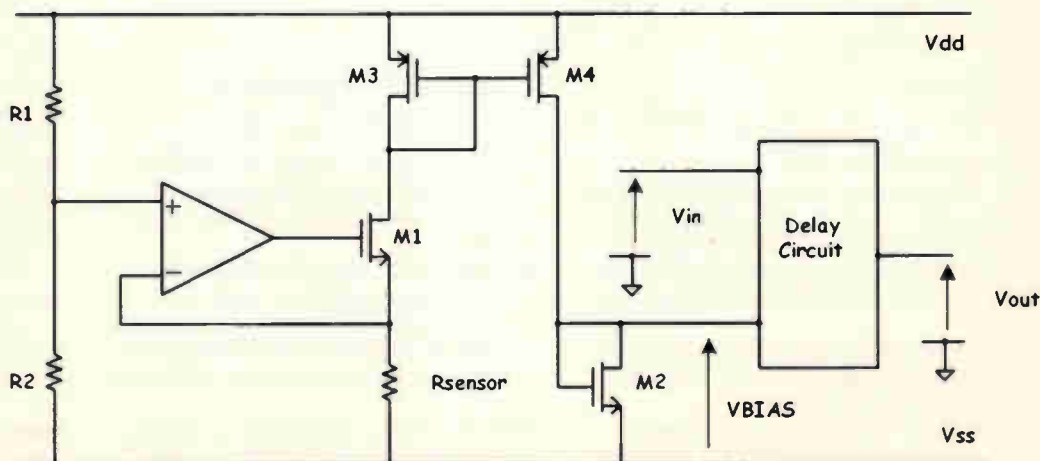 Vdd
M3
M4
R1
+
Vin
Delay
Circuit
M1
−
Vout
R2
Rsensor
M2
VBIAS
Vss